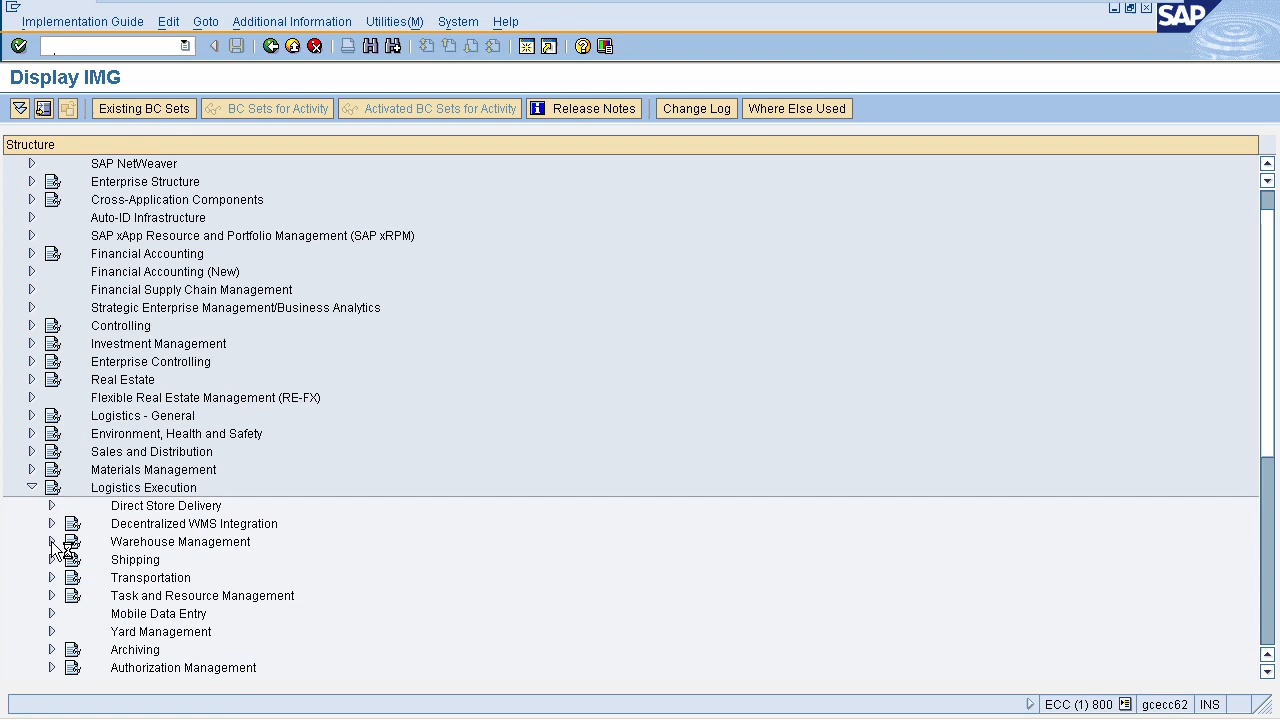 Implementation Guide Edit Goto Additional Information Utilities(M) System Help
SAP
Display IMG
Existing BC Sets BC Sets for Activity Activated BC Sets for Activity Release Notes Change Log Where Else Used
Structure
SAP NetWeaver
Enterprise Structure
Cross-Application Components
Auto-ID Infrastructure
SAP xApp Resource and Portfolio Management (SAP xRPM)
Financial Accounting
Financial Accounting (New)
Financial Supply Chain Management
Strategic Enterprise Management/Business Analytics
Controlling
Investment Management
Enterprise Controlling
Real Estate
Flexible Real Estate Management (RE-FX)
Logistics - General
Environment, Health and Safety
Sales and Distribution
Materials Management
Logistics Execution
Direct Store Delivery
Decentralized WMS Integration
Warehouse Management
Shipping
Transportation
Task and Resource Management
Mobile Data Entry
Yard Management
Archiving
Authorization Management
ECC (1) 800 gcecc62 INS